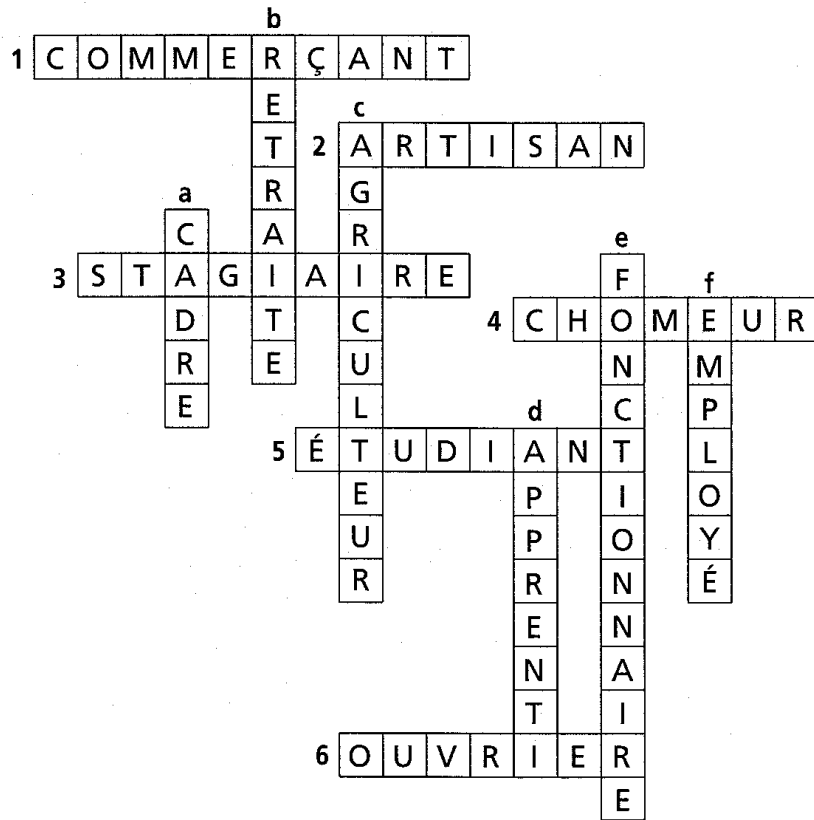 b
1 COMMERÇANT
c
2 ARTISAN
a
e
3 STAGIAIRE
f
4 CHOMEUR
d
5 ÉTUDIANT
6 OUVRIER
CADRE
RETRAITE
AGRICULTEUR
APPRENTI
FONCTIONNAIRE
EMPLOYÉ